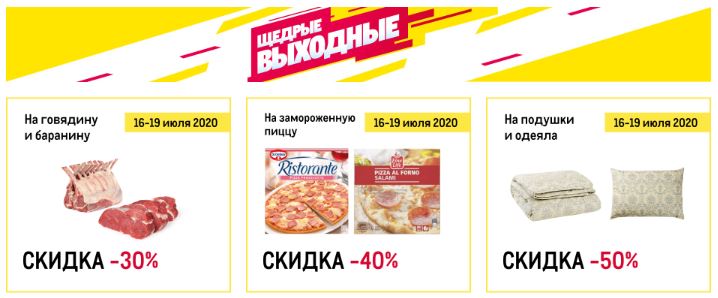 ЩЕДРЫЕ
ВЫХОДНЫЕ
На говядину
и баранину
16-19 июля 2020
СКИДКА -30%
На замороженную
пиццу
16-19 июля 2020
Ristorante
PIZZA AL FORNO
SALAMI
СКИДКА -40%
На подушки
и одеяла
16-19 июля 2020
СКИДКА -50%